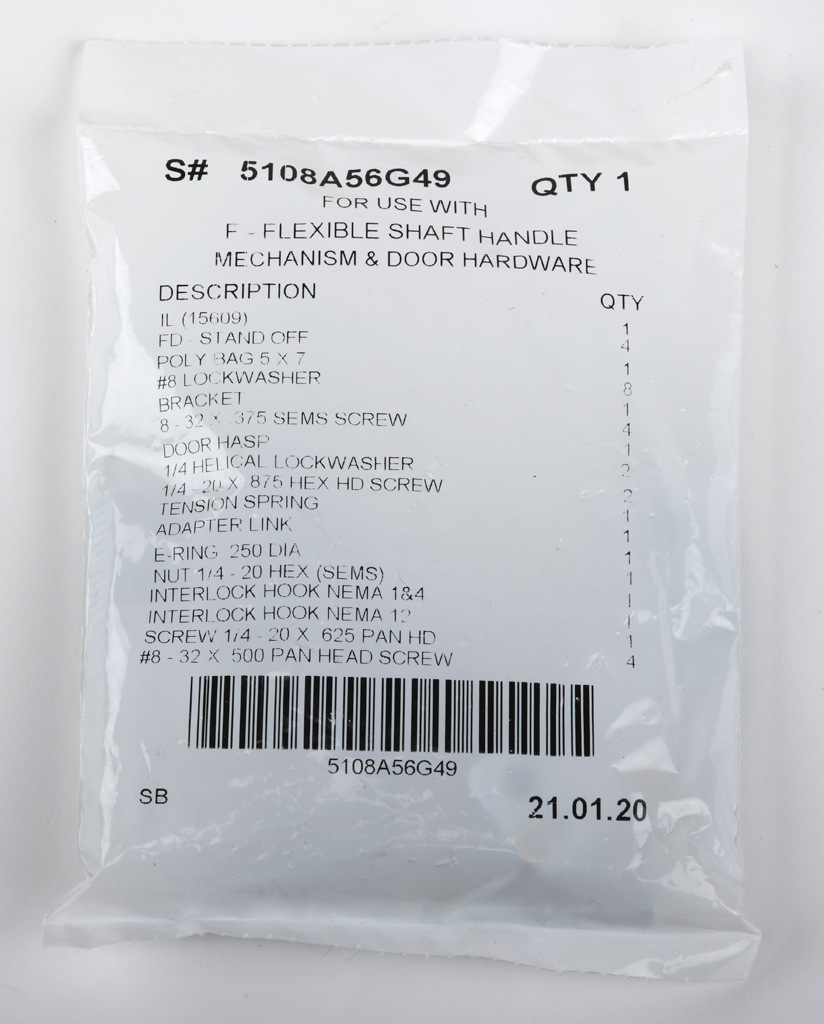 S# 5108A56G49 QTY 1
FOR USE WITH
F - FLEXIBLE SHAFT HANDLE
MECHANISM & DOOR HARDWARE
DESCRIPTION QTY
IL (15609) 1
FD - STAND OFF 4
POLY BAG 5 X 7 1
#8 LOCKWASHER 8
BRACKET 1
8 - 32 X .375 SEMS SCREW 4
DOOR HASP 1
1/4 HELICAL LOCKWASHER 2
1/4 - 20 X .875 HEX HD SCREW 2
TENSION SPRING 1
ADAPTER LINK 1
E-RING .250 DIA 1
NUT 1/4 - 20 HEX (SEMS) 1
INTERLOCK HOOK NEMA 1&4 1
INTERLOCK HOOK NEMA 12 1
SCREW 1/4 - 20 X .625 PAN HD 1
#8 - 32 X .500 PAN HEAD SCREW 4
5108A56G49
SB 21.01.20